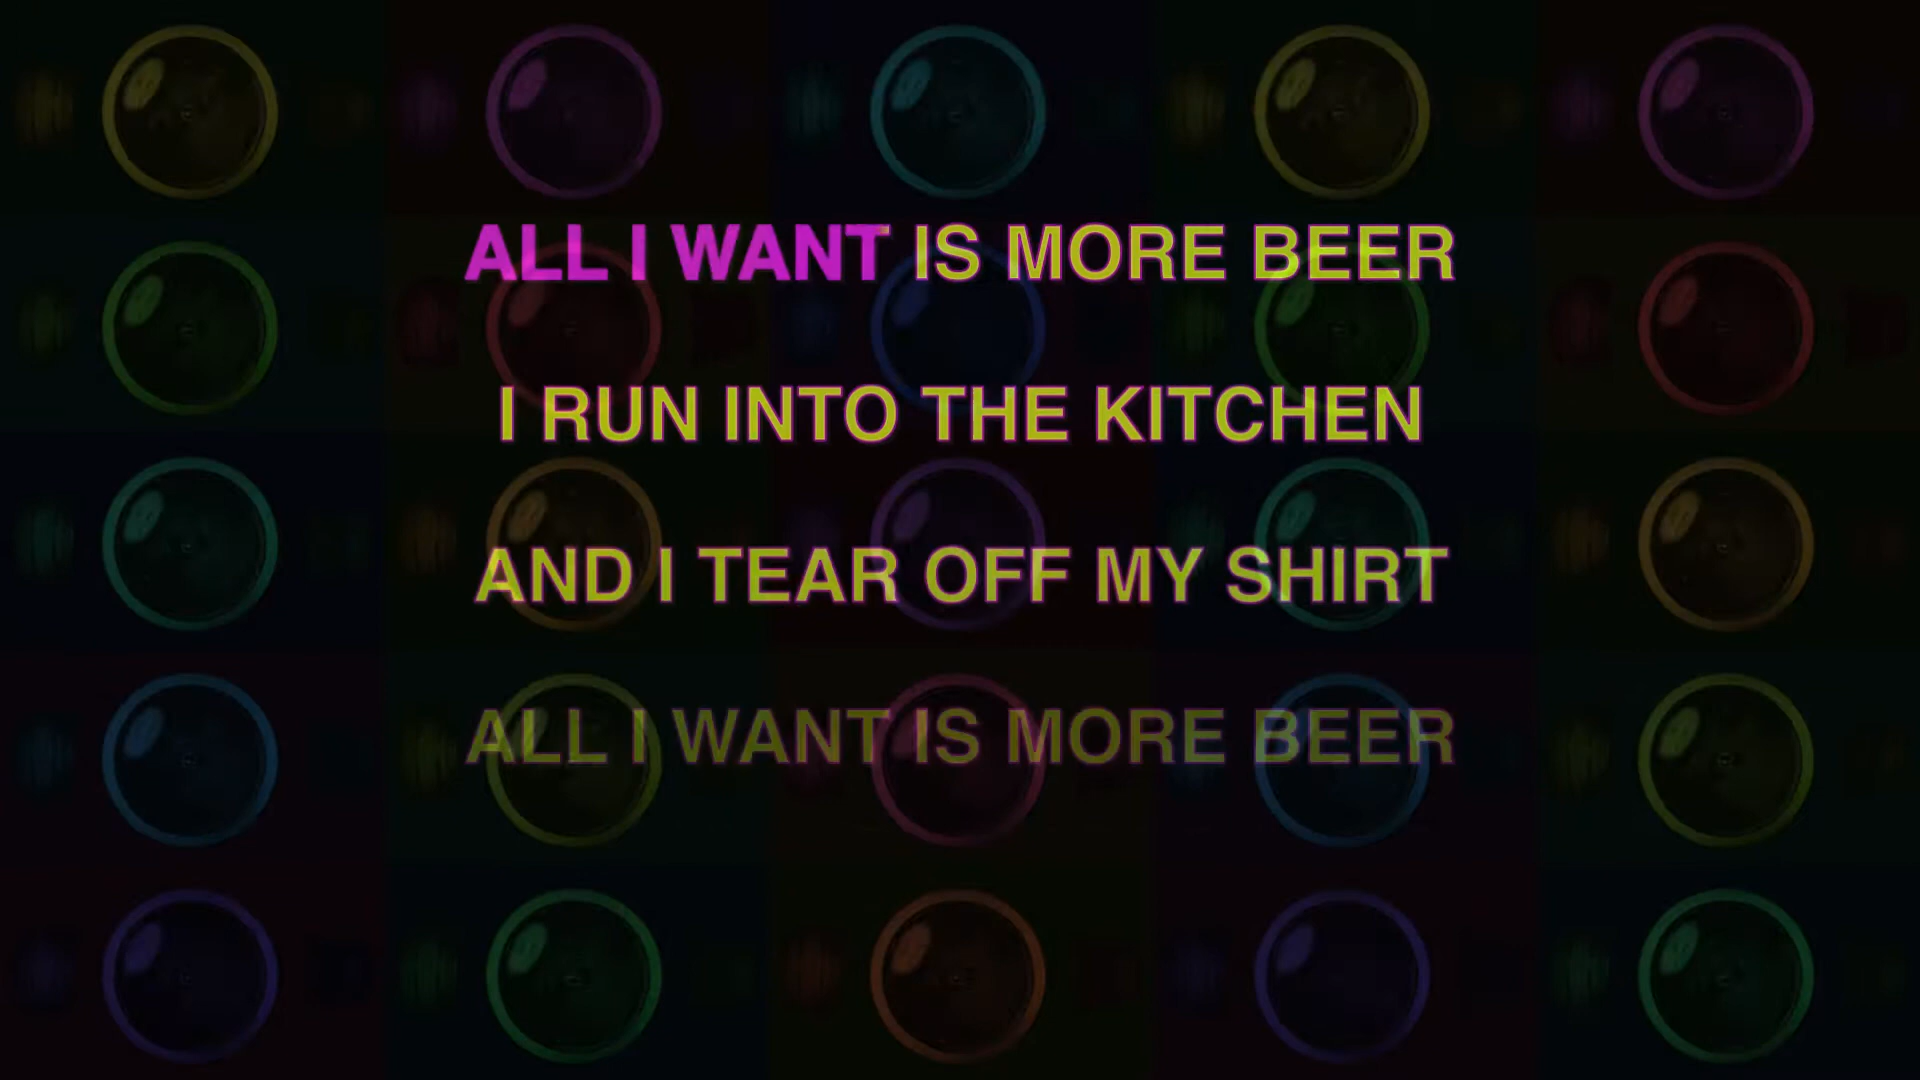 ALL I WANT IS MORE BEER
I RUN INTO THE KITCHEN
AND I TEAR OFF MY SHIRT
ALL I WANT IS MORE BEER